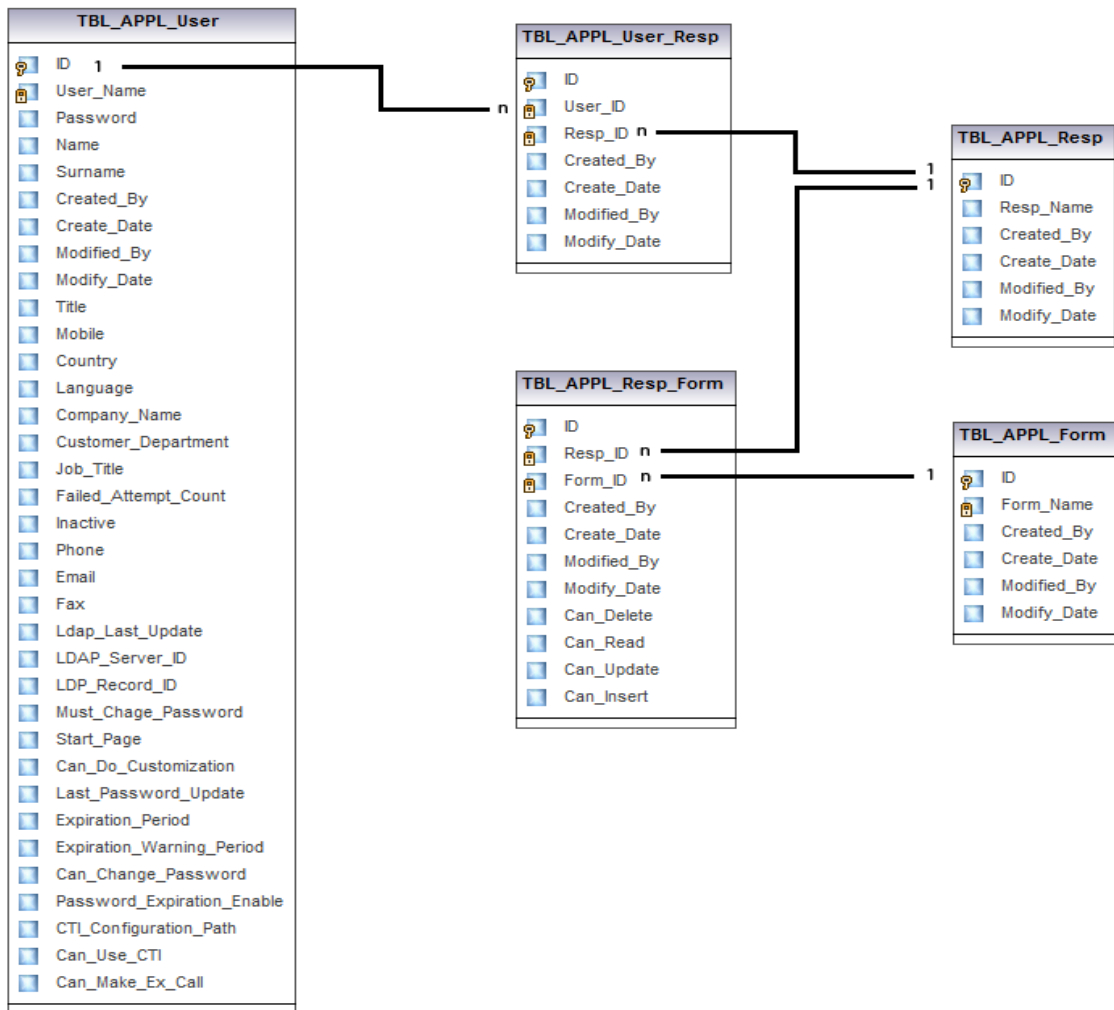 TBL_APPL_User
ID 1
User_Name
Password
Name
Surname
Created_By
Create_Date
Modified_By
Modify_Date
Title
Mobile
Country
Language
Company_Name
Customer_Department
Job_Title
Failed_Attempt_Count
Inactive
Phone
Email
Fax
Ldap_Last_Update
LDAP_Server_ID
LDP_Record_ID
Must_Chage_Password
Start_Page
Can_Do_Customization
Last_Password_Update
Expiration_Period
Expiration_Warning_Period
Can_Change_Password
Password_Expiration_Enable
CTI_Configuration_Path
Can_Use_CTI
Can_Make_Ex_Call
TBL_APPL_User_Resp
ID
n User_ID
Resp_ID n
Created_By
Create_Date
Modified_By
Modify_Date
TBL_APPL_Resp_Form
ID
Resp_ID n
Form_ID n
Created_By
Create_Date
Modified_By
Modify_Date
Can_Delete
Can_Read
Can_Update
Can_Insert
TBL_APPL_Resp
1
1 ID
Resp_Name
Created_By
Create_Date
Modified_By
Modify_Date
TBL_APPL_Form
1 ID
Form_Name
Created_By
Create_Date
Modified_By
Modify_Date